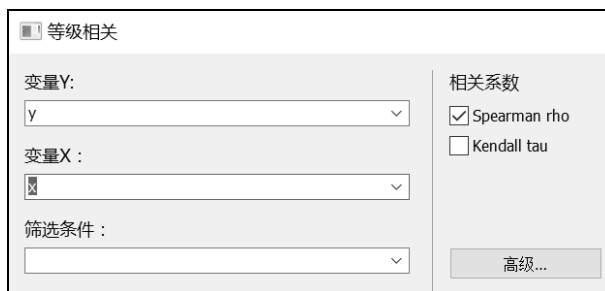 等级相关
变量Y:
y
变量X：
x
筛选条件：
相关系数
Spearman rho
Kendall tau
高级...